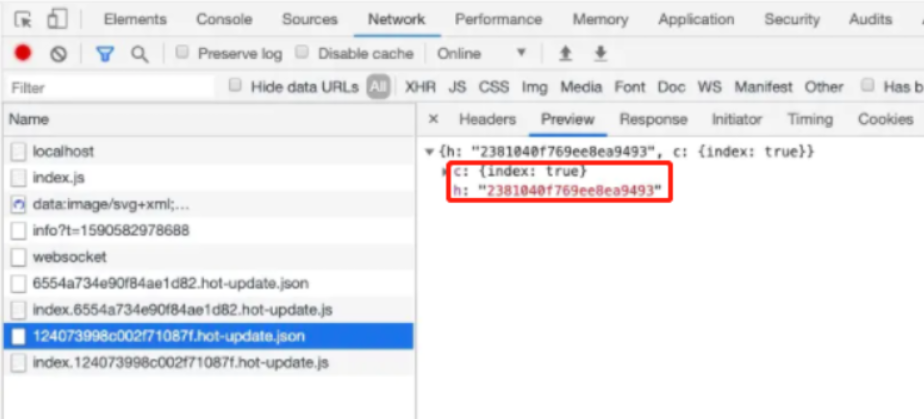 Elements Console Sources Network Performance Memory Application Security Audits
Preserve log Disable cache Online
Filter Hide data URLs All XHR JS CSS Img Media Font Doc WS Manifest Other Has b
Name × Headers Preview Response Initiator Timing Cookies
localhost
index.js
data:image/svg+xml;...
info?t=1590582978688
websocket
6554a734e90f84ae1d82.hot-update.json
index.6554a734e90f84ae1d82.hot-update.js
124073998c002f71087f.hot-update.json
index.124073998c002f71087f.hot-update.js
{h: "2381040f769ee8ea9493", c: {index: true}}
c: {index: true}
h: "2381040f769ee8ea9493"